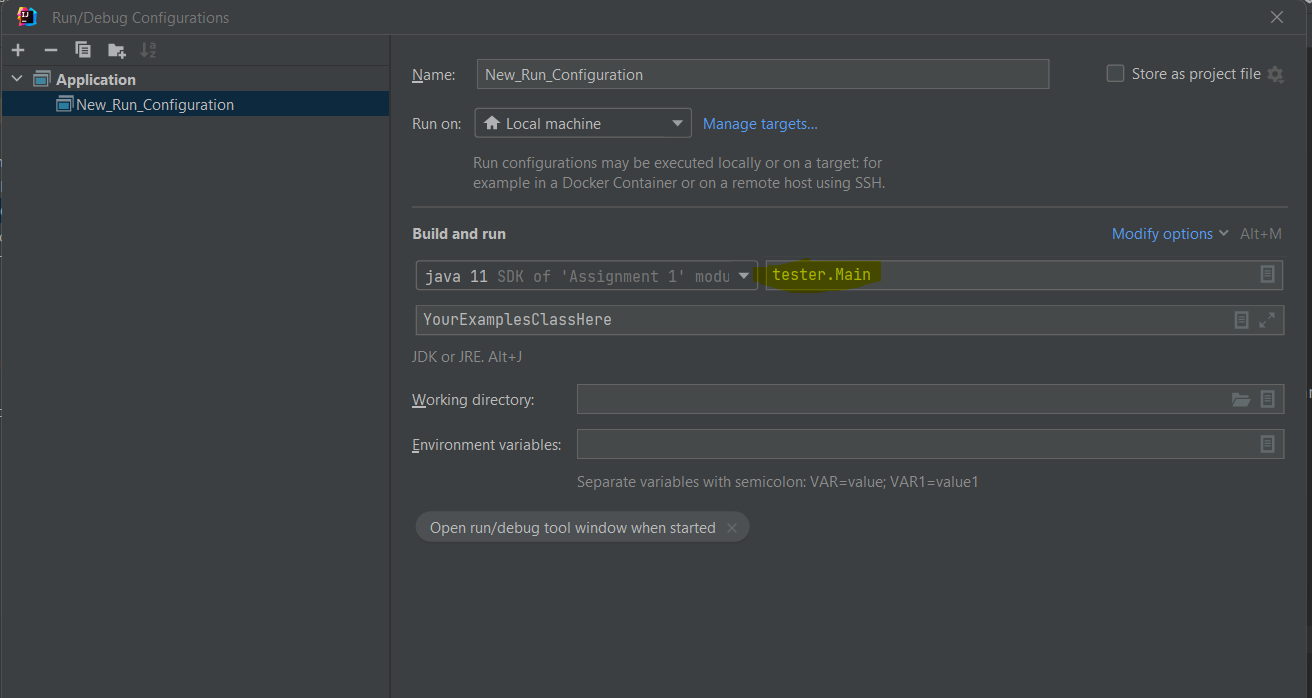 Run/Debug Configurations
Application
New_Run_Configuration
Name: New_Run_Configuration
Store as project file
Run on: Local machine Manage targets...
Run configurations may be executed locally or on a target: for
example in a Docker Container or on a remote host using SSH.
Build and run
Modify options Alt+M
java 11 SDK of 'Assignment 1' modu tester.Main
YourExamplesClassHere
JDK or JRE. Alt+J
Working directory:
Environment variables:
Separate variables with semicolon: VAR=value; VAR1=value1
Open run/debug tool window when started